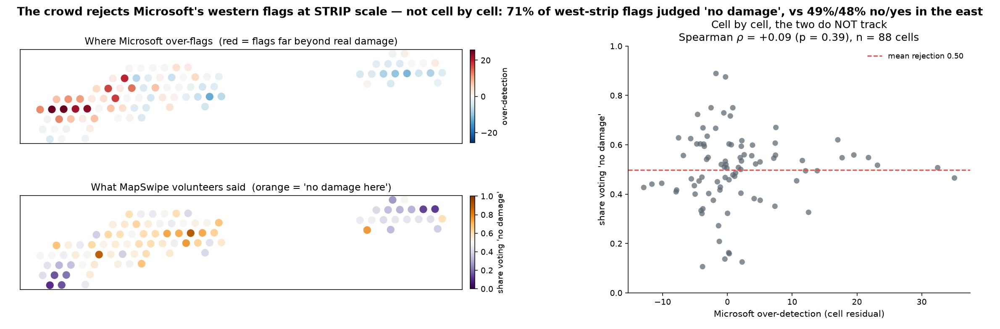 The crowd rejects Microsoft's western flags at STRIP scale — not cell by cell: 71% of west-strip flags judged 'no damage', vs 49%/48% no/yes in the east
Where Microsoft over-flags  (red = flags far beyond real damage)
20
0
−20
over-detection
What MapSwipe volunteers said  (orange = 'no damage here')
1.0
0.8
0.6
0.4
0.2
0.0
share voting 'no damage'
Cell by cell, the two do NOT track
Spearman ρ = +0.09 (p = 0.39), n = 88 cells
mean rejection 0.50
1.0
0.8
0.6
0.4
0.2
0.0
share voting 'no damage'
−10
0
10
20
30
Microsoft over-detection (cell residual)